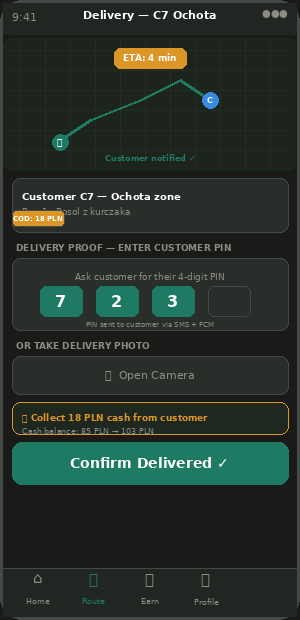 9:41
Delivery — C7 Ochota
ETA: 4 min
C
Customer notified ✓
Customer C7 — Ochota zone
Rosol z kurczaka
COD: 18 PLN
DELIVERY PROOF — ENTER CUSTOMER PIN
Ask customer for their 4-digit PIN
7 2 3
PIN sent to customer via SMS + FCM
OR TAKE DELIVERY PHOTO
Open Camera
Collect 18 PLN cash from customer
Cash balance: 85 PLN → 103 PLN
Confirm Delivered ✓
Home Route Earn Profile